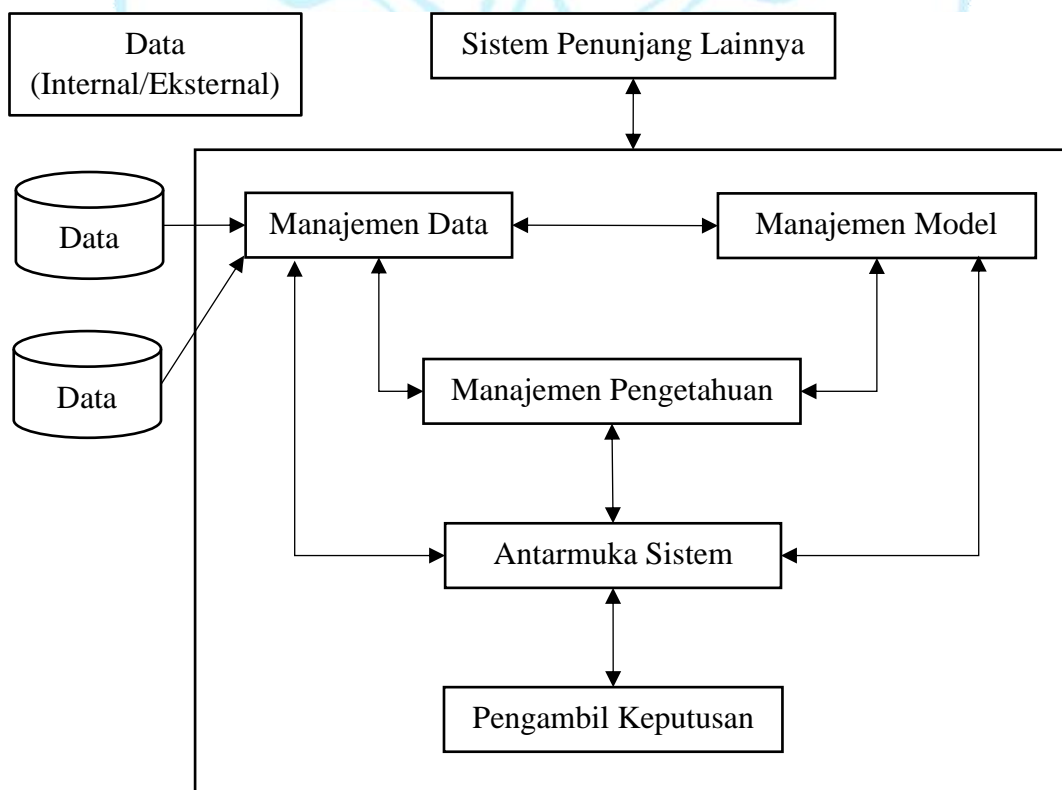 Data
(Internal/Eksternal)
Sistem Penunjang Lainnya
Data
Manajemen Data
Manajemen Model
Data
Manajemen Pengetahuan
Antarmuka Sistem
Pengambil Keputusan